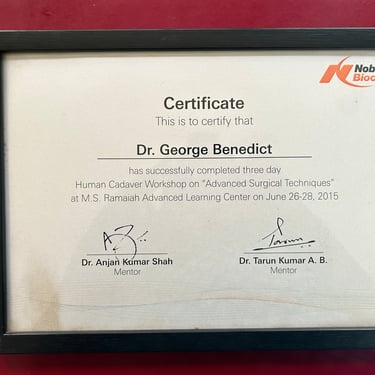 Nob
Bioc
Certificate
This is to certify that
Dr. George Benedict
has successfully completed three day
Human Cadaver Workshop on "Advanced Surgical Techniques"
at M.S. Ramaiah Advanced Learning Center on June 26-28, 2015
Tarun
Dr. Anjan Kumar Shah
Dr. Tarun Kumar A. B.
Mentor
Mentor